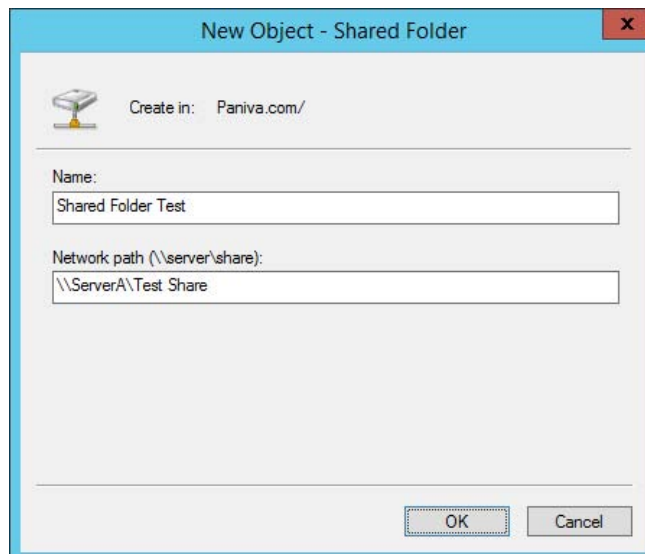 New Object - Shared Folder
x
Create in: Paniva.com/
Name:
Shared Folder Test
Network path (\\server\share):
\\ServerA\Test Share
OK Cancel